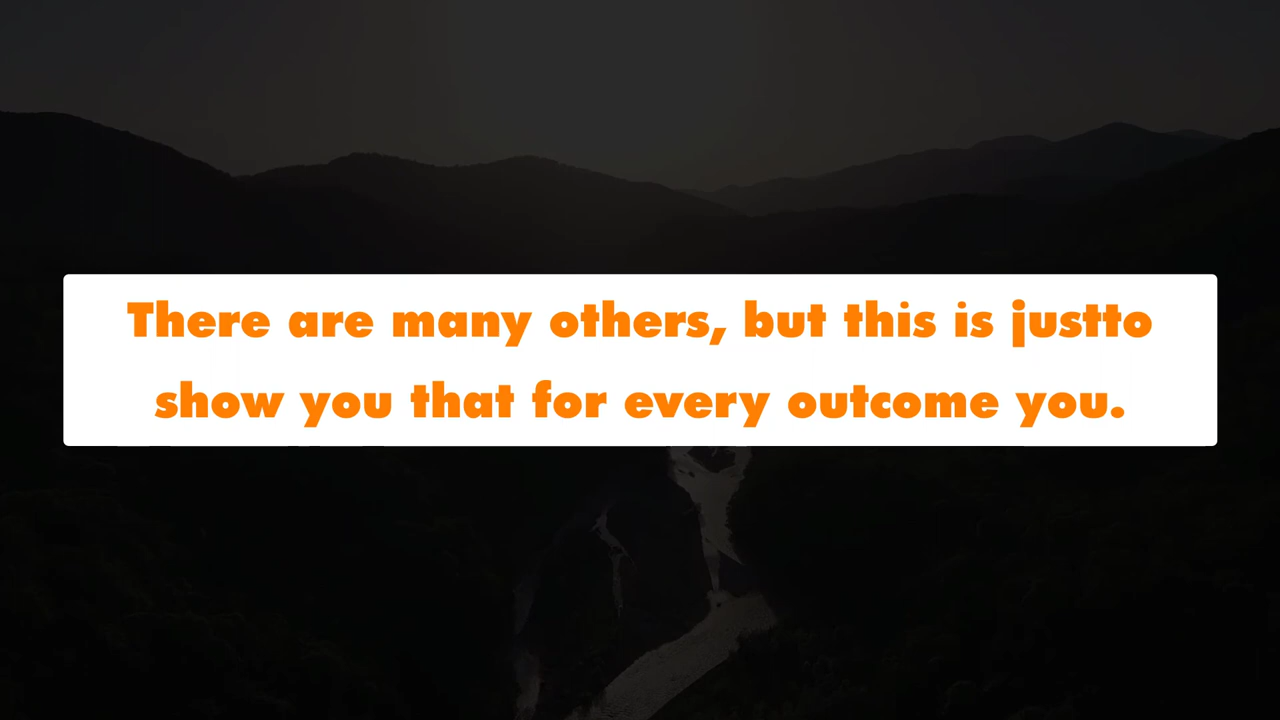 There are many others, but this is justto
show you that for every outcome you.